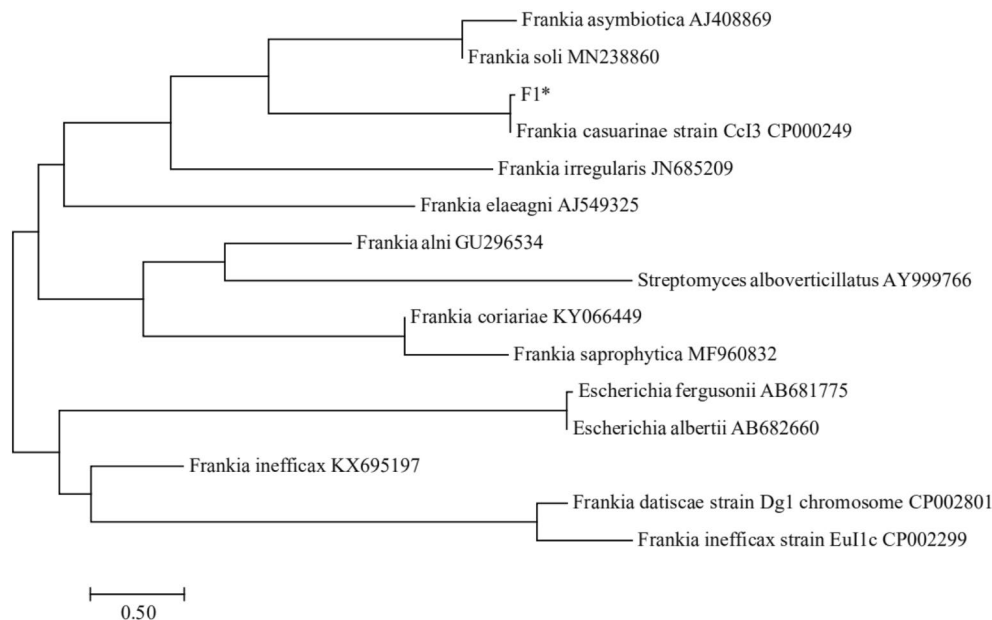 Frankia asymbiotica AJ408869
Frankia soli MN238860
F1*
Frankia casuarinae strain CcI3 CP000249
Frankia irregularis JN685209
Frankia elaeagni AJ549325
Frankia alni GU296534
Streptomyces alboverticillatus AY999766
Frankia coriariae KY066449
Frankia saprophytica MF960832
Escherichia fergusonii AB681775
Escherichia albertii AB682660
Frankia inefficax KX695197
Frankia datiscae strain Dg1 chromosome CP002801
Frankia inefficax strain EuI1c CP002299
0.50